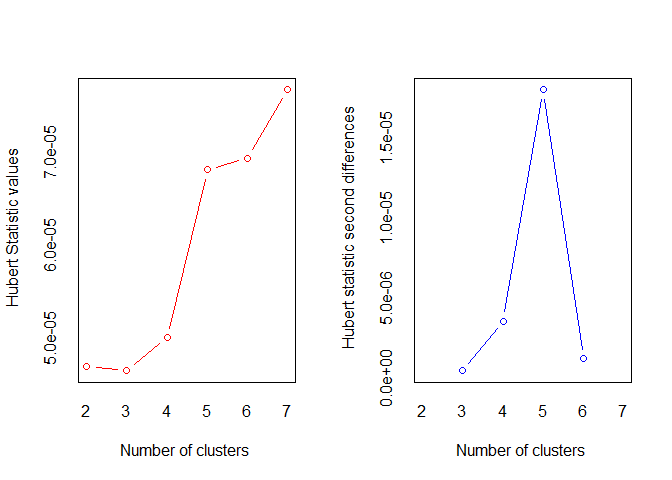 Hubert Statistic values
7.0e-05
6.0e-05
5.0e-05
2 3 4 5 6 7
Number of clusters
Hubert statistic second differences
1.5e-05
1.0e-05
5.0e-06
0.0e+00
2 3 4 5 6 7
Number of clusters